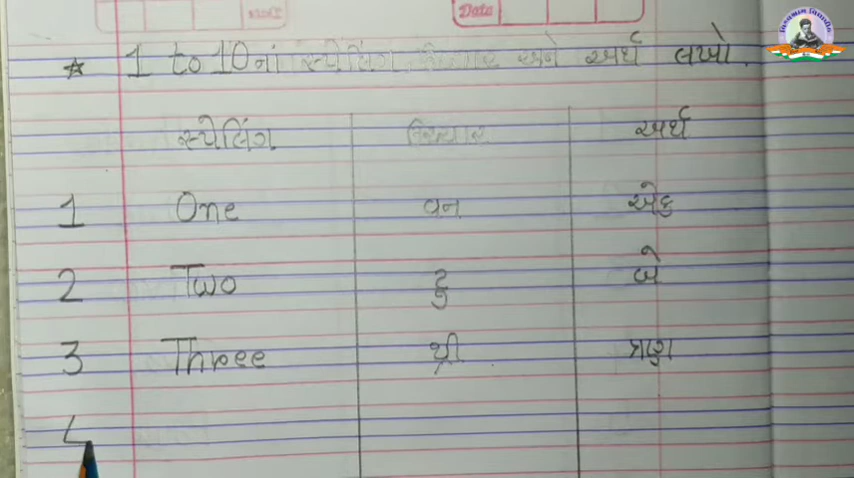 Date
★ 1 to 10નાં સ્પેલિંગ, ઉચ્ચાર અને અર્થ લખો.
સ્પેલિંગ ઉચ્ચાર અર્થ
1 One વન એક
2 Two ટુ બે
3 Three થ્રી ત્રણ
4